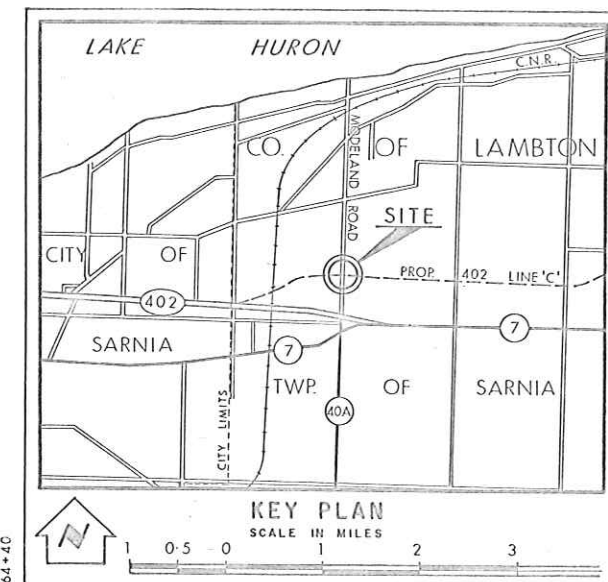 LAKE HURON
C.N.R.
MODELAND ROAD
CO. OF LAMBTON
SITE
CITY OF
PROP. 402 LINE 'C'
402
7
SARNIA
7
TWP. OF SARNIA
40A
CITY LIMITS
KEY PLAN
SCALE IN MILES
N
1 0·5 0 1 2 3
64+40